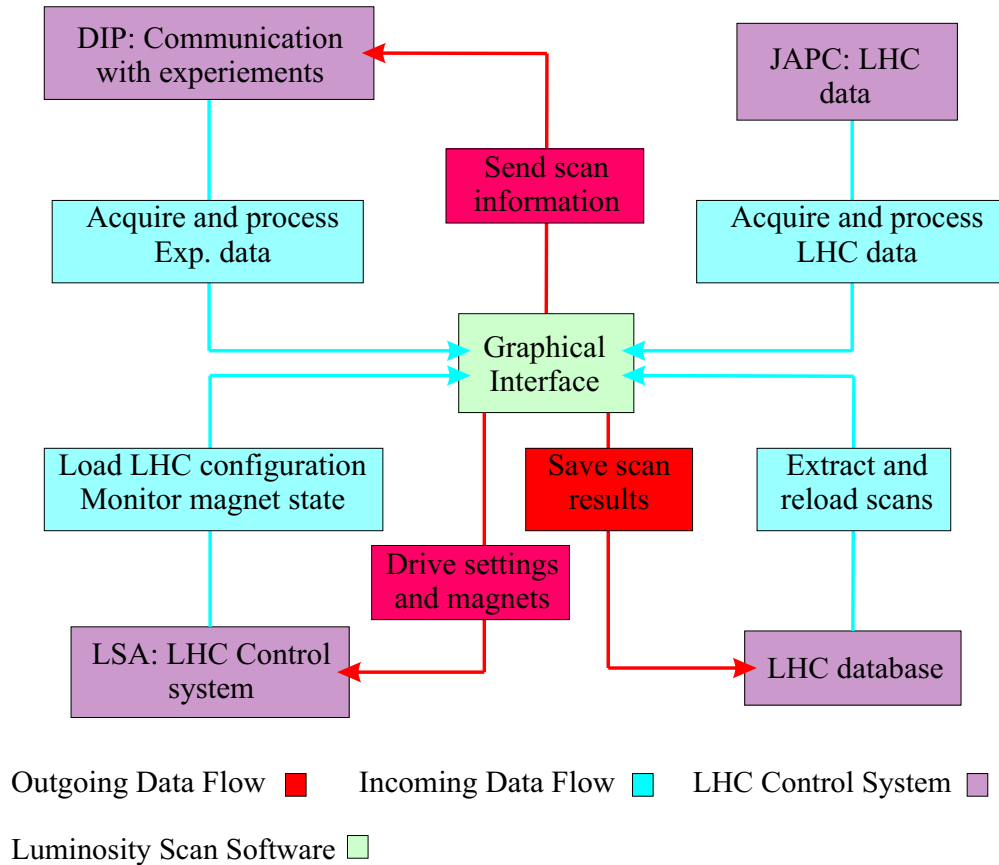 DIP: Communication
with experiements
JAPC: LHC
data
Send scan
information
Acquire and process
Exp. data
Acquire and process
LHC data
Graphical
Interface
Load LHC configuration
Monitor magnet state
Save scan
results
Extract and
reload scans
Drive settings
and magnets
LSA: LHC Control
system
LHC database
Outgoing Data Flow
Incoming Data Flow
LHC Control System
Luminosity Scan Software